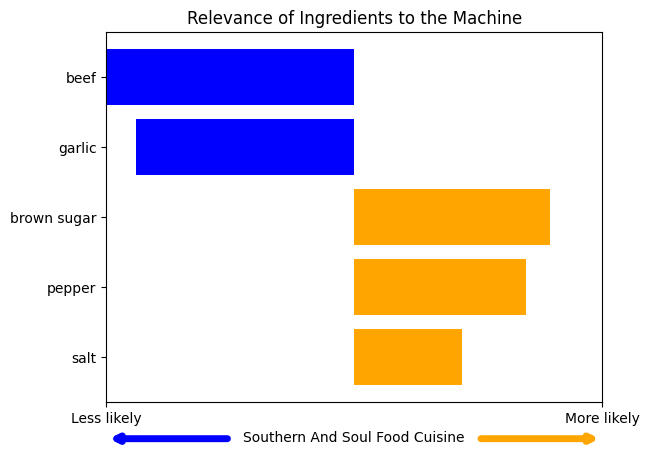 Relevance of Ingredients to the Machine
beef
garlic
brown sugar
pepper
salt
Less likely More likely
Southern And Soul Food Cuisine